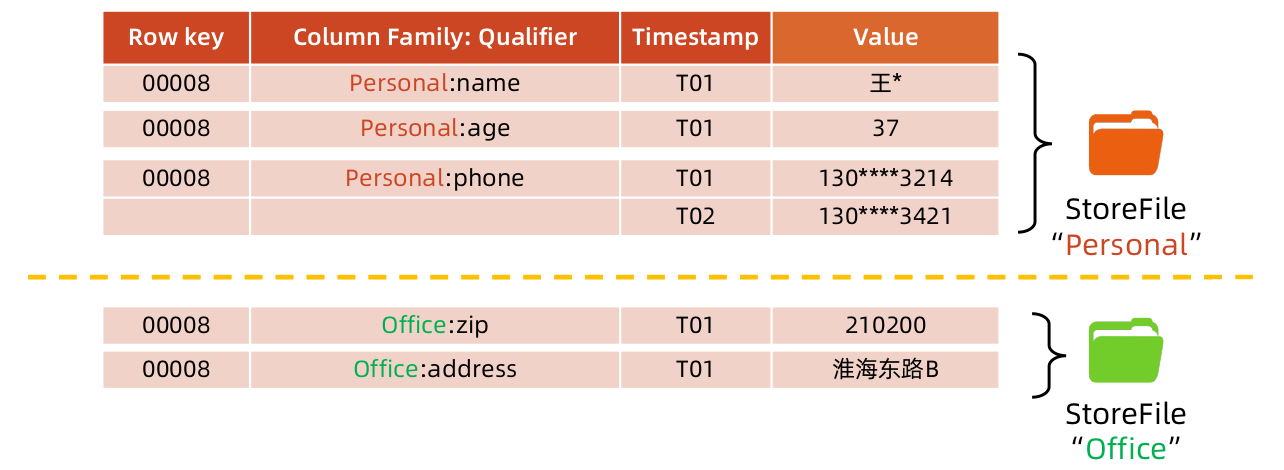 Row key Column Family: Qualifier Timestamp Value
00008 Personal:name T01 王*
00008 Personal:age T01 37
00008 Personal:phone T01 130****3214
T02 130****3421
StoreFile
“Personal”
00008 Office:zip T01 210200
00008 Office:address T01 淮海东路B
StoreFile
“Office”